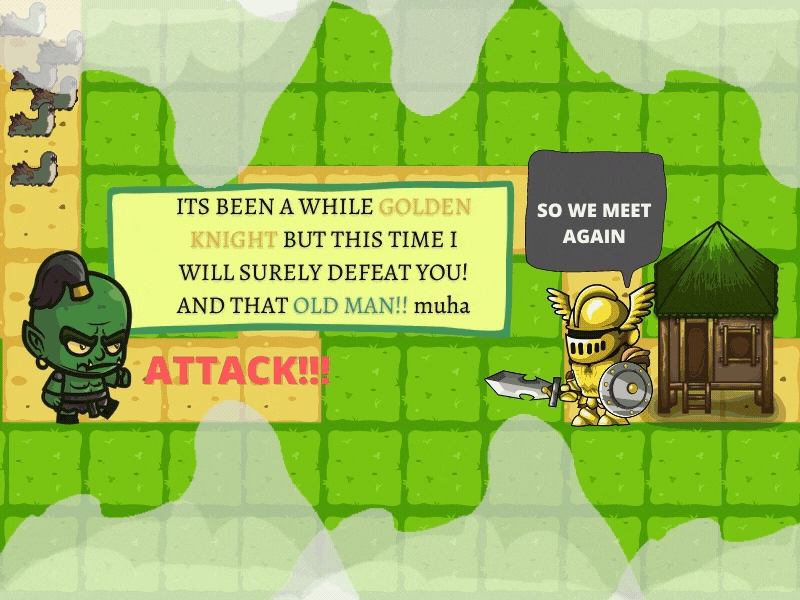 ITS BEEN A WHILE GOLDEN
KNIGHT BUT THIS TIME I
WILL SURELY DEFEAT YOU!
AND THAT OLD MAN!! muha
SO WE MEET
AGAIN
ATTACK!!!